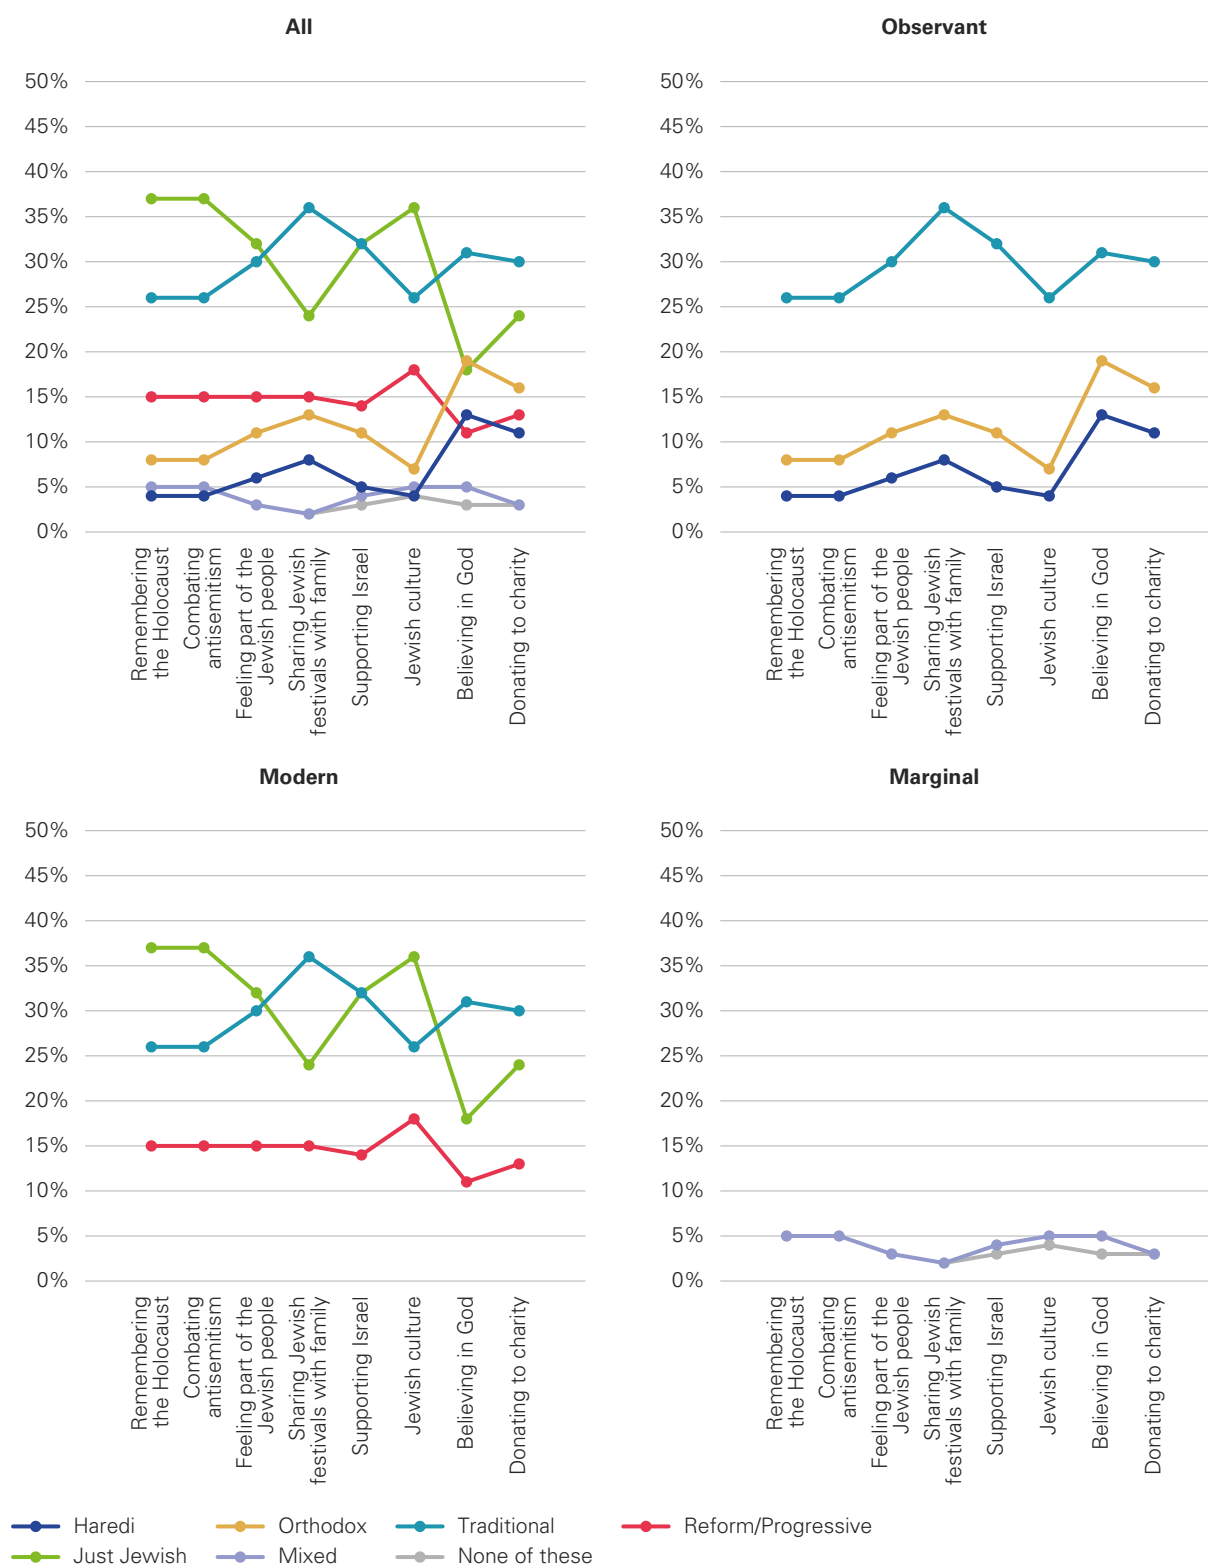 All
50%
45%
40%
35%
30%
25%
20%
15%
10%
5%
0%
Remembering
the Holocaust
Combating
antisemitism
Feeling part of the
Jewish people
Sharing Jewish
festivals with family
Supporting Israel
Jewish culture
Believing in God
Donating to charity
Observant
50%
45%
40%
35%
30%
25%
20%
15%
10%
5%
0%
Remembering
the Holocaust
Combating
antisemitism
Feeling part of the
Jewish people
Sharing Jewish
festivals with family
Supporting Israel
Jewish culture
Believing in God
Donating to charity
Modern
50%
45%
40%
35%
30%
25%
20%
15%
10%
5%
0%
Remembering
the Holocaust
Combating
antisemitism
Feeling part of the
Jewish people
Sharing Jewish
festivals with family
Supporting Israel
Jewish culture
Believing in God
Donating to charity
Marginal
50%
45%
40%
35%
30%
25%
20%
15%
10%
5%
0%
Remembering
the Holocaust
Combating
antisemitism
Feeling part of the
Jewish people
Sharing Jewish
festivals with family
Supporting Israel
Jewish culture
Believing in God
Donating to charity
Haredi
Orthodox
Traditional
Reform/Progressive
Just Jewish
Mixed
None of these